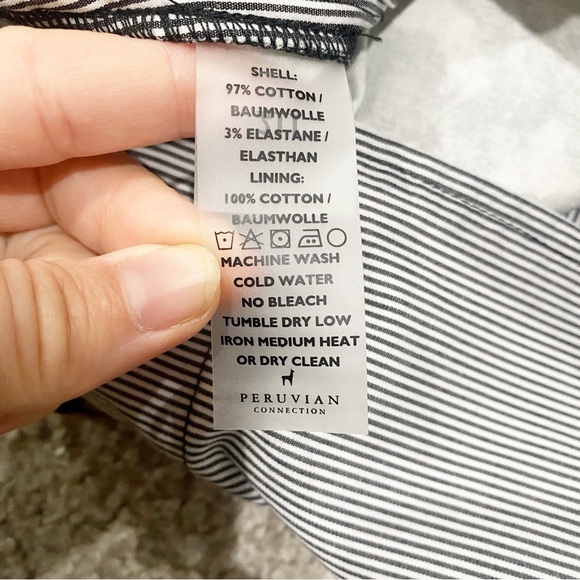 SHELL:
97% COTTON /
BAUMWOLLE
3% ELASTANE /
ELASTHAN
LINING:
100% COTTON /
BAUMWOLLE
MACHINE WASH
COLD WATER
NO BLEACH
TUMBLE DRY LOW
IRON MEDIUM HEAT
OR DRY CLEAN
PERUVIAN
CONNECTION